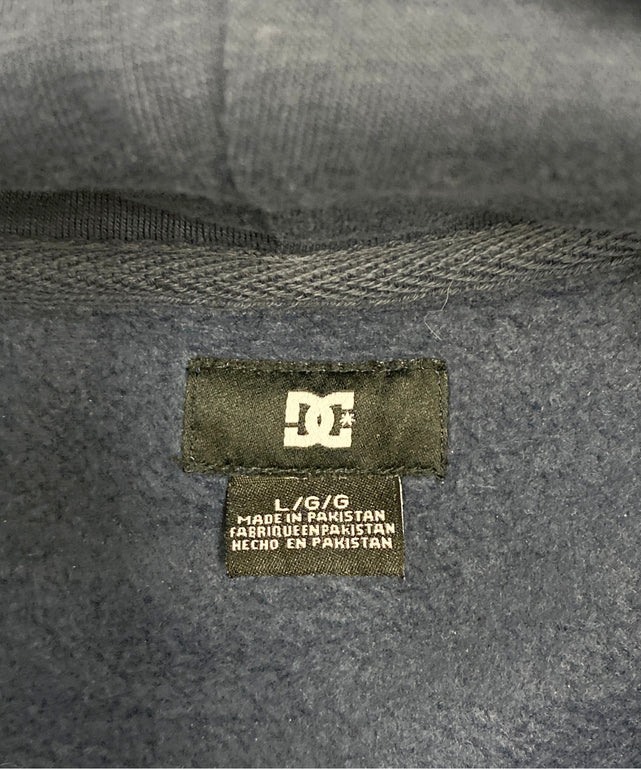 DC
L/G/G
MADE IN PAKISTAN
FABRIQUEENPAKISTAN
HECHO EN PAKISTAN